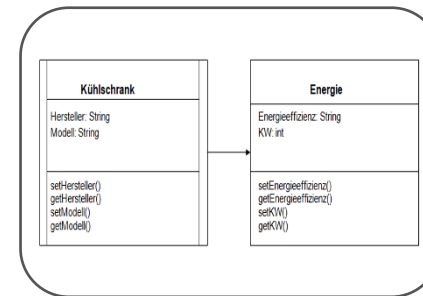 Kühlschrank
Hersteller: String
Modell: String
setHersteller()
getHersteller()
setModell()
getModell()
Energie
Energieeffizienz: String
KW: int
setEnergieeffizienz()
getEnergieeffizienz()
setKW()
getKW()